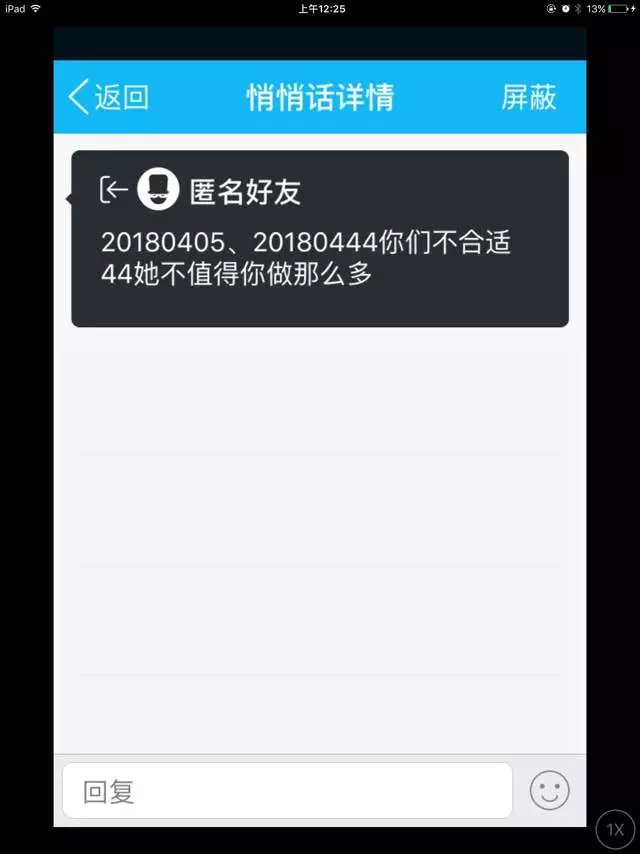 iPad 上午12:25 13%
返回 悄悄话详情 屏蔽
匿名好友
20180405、20180444你们不合适
44她不值得你做那么多
回复
1X